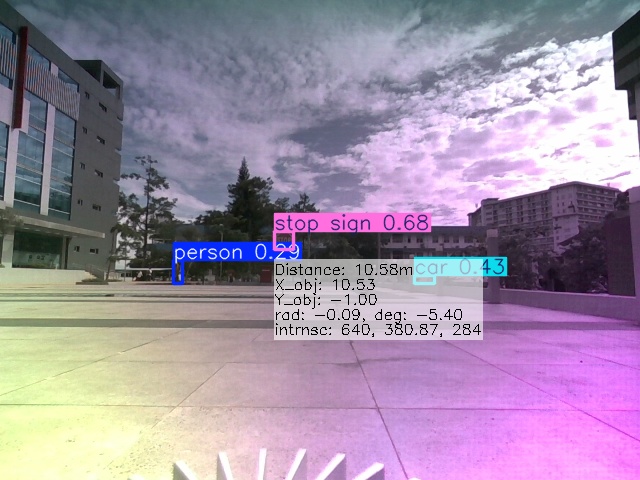 stop sign 0.68
person 0.29
car 0.43
Distance: 10.58m
X_obj: 10.53
Y_obj: -1.00
rad: -0.09, deg: -5.40
intrnsc: 640, 380.87, 284